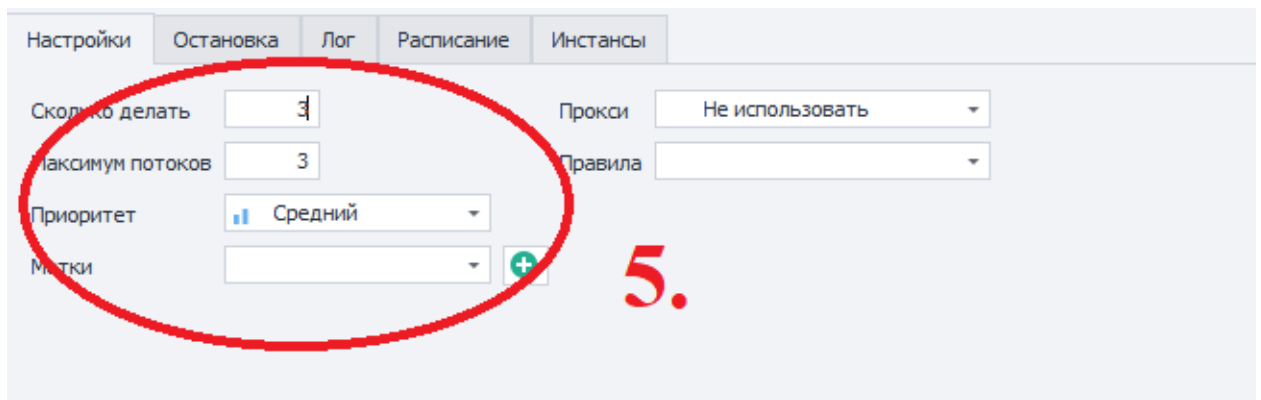 Настройки Остановка Лог Расписание Инстансы
Сколько делать 3 Прокси Не использовать
Максимум потоков 3 Правила
Приоритет Средний
Метки
5.